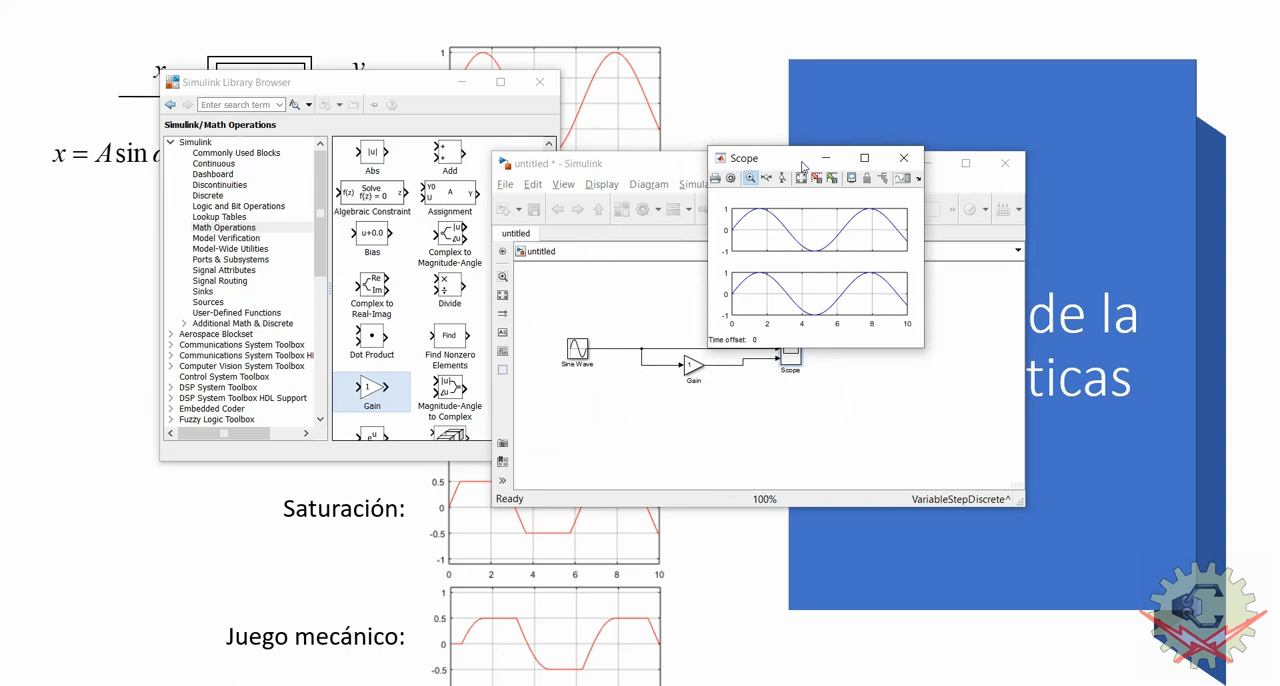 x
y
x = A sin
1
Simulink Library Browser
Enter search term
Simulink/Math Operations
Simulink
Commonly Used Blocks
Continuous
Dashboard
Discrete
Logic and Bit Operations
Lookup Tables
Math Operations
Model Verification
Model-Wide Utilities
Ports & Subsystems
Signal Attributes
Signal Routing
Sinks
Sources
User-Defined Functions
Additional Math & Discrete
Aerospace Blockset
Communications System Toolbox
Communications System Toolbox H
Computer Vision System Toolbox
Control System Toolbox
DSP System Toolbox
DSP System Toolbox HDL Support
Embedded Coder
Fuzzy Logic Toolbox
|u|
Abs
+
+
Add
f(z) Solve f(z) = 0 z
Algebraic Constraint
Y0
U A Y
Assignment
u+0.0
Bias
|u|
Complex to
Magnitude-Angle
Re
Im
Complex to
Real-Imag
×
÷
Divide
Dot Product
Find
Find Nonzero
Elements
1
Gain
|u|
Magnitude-Angle
to Complex
e^u
untitled * - Simulink
File Edit View Display Diagram Simula
untitled
untitled
Sine Wave
1
Gain
Scope
Ready 100% VariableStepDiscrete^
Scope
1
0
-1
1
0
-1
0 2 4 6 8 10
Time offset: 0
de la
ticas
Saturación:
0.5
0
-0.5
-1
0 2 4 6 8 10
Juego mecánico:
1
0.5
0
-0.5